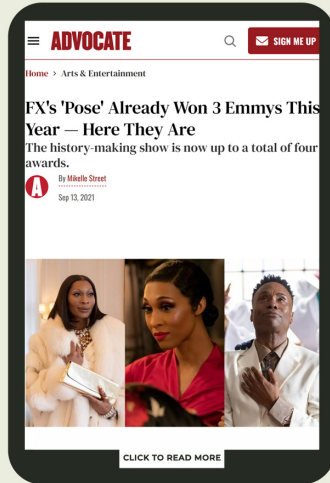 ADVOCATE
SIGN ME UP
Home > Arts & Entertainment
FX's 'Pose' Already Won 3 Emmys This
Year — Here They Are
The history-making show is now up to a total of four
awards.
By Mikelle Street
Sep 13, 2021
CLICK TO READ MORE